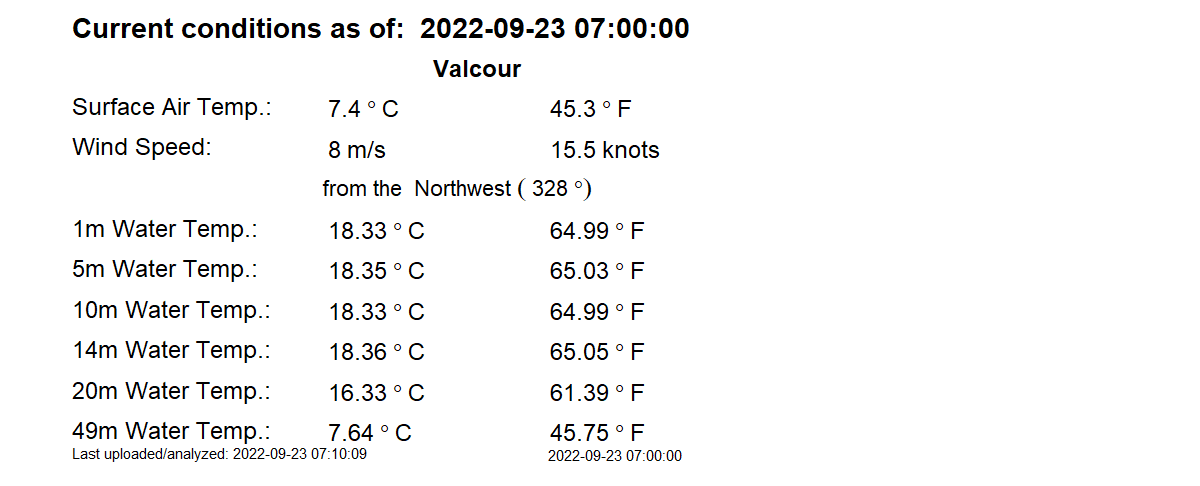 Current conditions as of: 2022-09-23 07:00:00
Valcour
Surface Air Temp.: 7.4 ° C 45.3 ° F
Wind Speed: 8 m/s 15.5 knots
from the Northwest ( 328 °)
1m Water Temp.: 18.33 ° C 64.99 ° F
5m Water Temp.: 18.35 ° C 65.03 ° F
10m Water Temp.: 18.33 ° C 64.99 ° F
14m Water Temp.: 18.36 ° C 65.05 ° F
20m Water Temp.: 16.33 ° C 61.39 ° F
49m Water Temp.: 7.64 ° C 45.75 ° F
Last uploaded/analyzed: 2022-09-23 07:10:09 2022-09-23 07:00:00